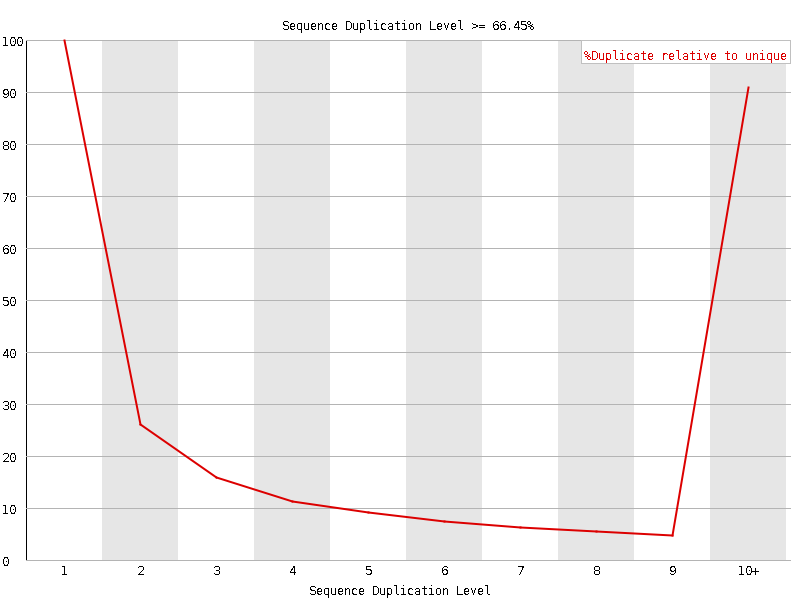 Sequence Duplication Level >= 66.45%
%Duplicate relative to unique
100
90
80
70
60
50
40
30
20
10
0
1 2 3 4 5 6 7 8 9 10+
Sequence Duplication Level